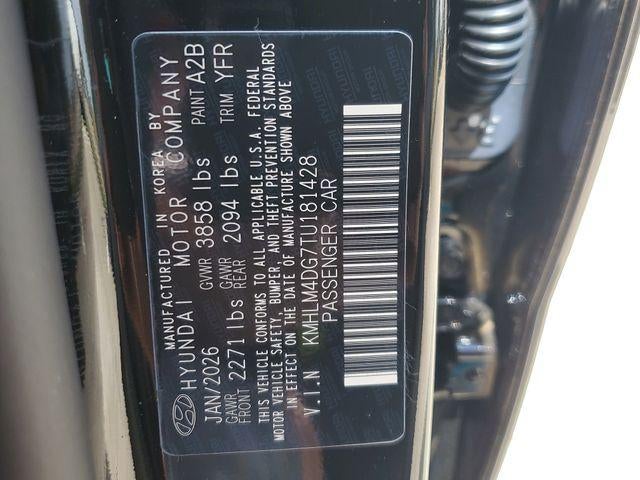 MANUFACTURED IN KOREA BY
HYUNDAI MOTOR COMPANY
JAN/2026 GVWR 3858 lbs PAINT A2B
GAWR FRONT 2271 lbs GAWR REAR 2094 lbs TRIM YFR
THIS VEHICLE CONFORMS TO ALL APPLICABLE U.S.A. FEDERAL
MOTOR VEHICLE SAFETY, BUMPER, AND THEFT PREVENTION STANDARDS
IN EFFECT ON THE DATE OF MANUFACTURE SHOWN ABOVE
V.I.N KMHLM4DG7TU181428
PASSENGER CAR